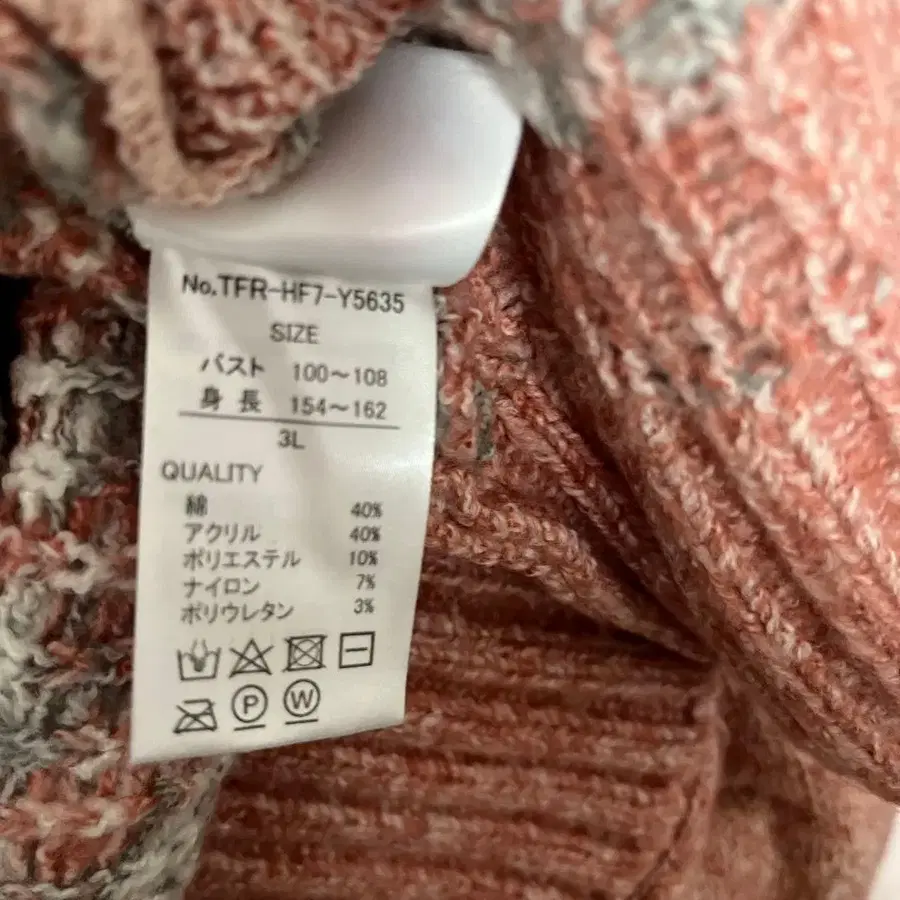 No.TFR-HF7-Y5635
SIZE
バスト 100～108
身長 154～162
3L
QUALITY
綿 40%
アクリル 40%
ポリエステル 10%
ナイロン 7%
ポリウレタン 3%
P W